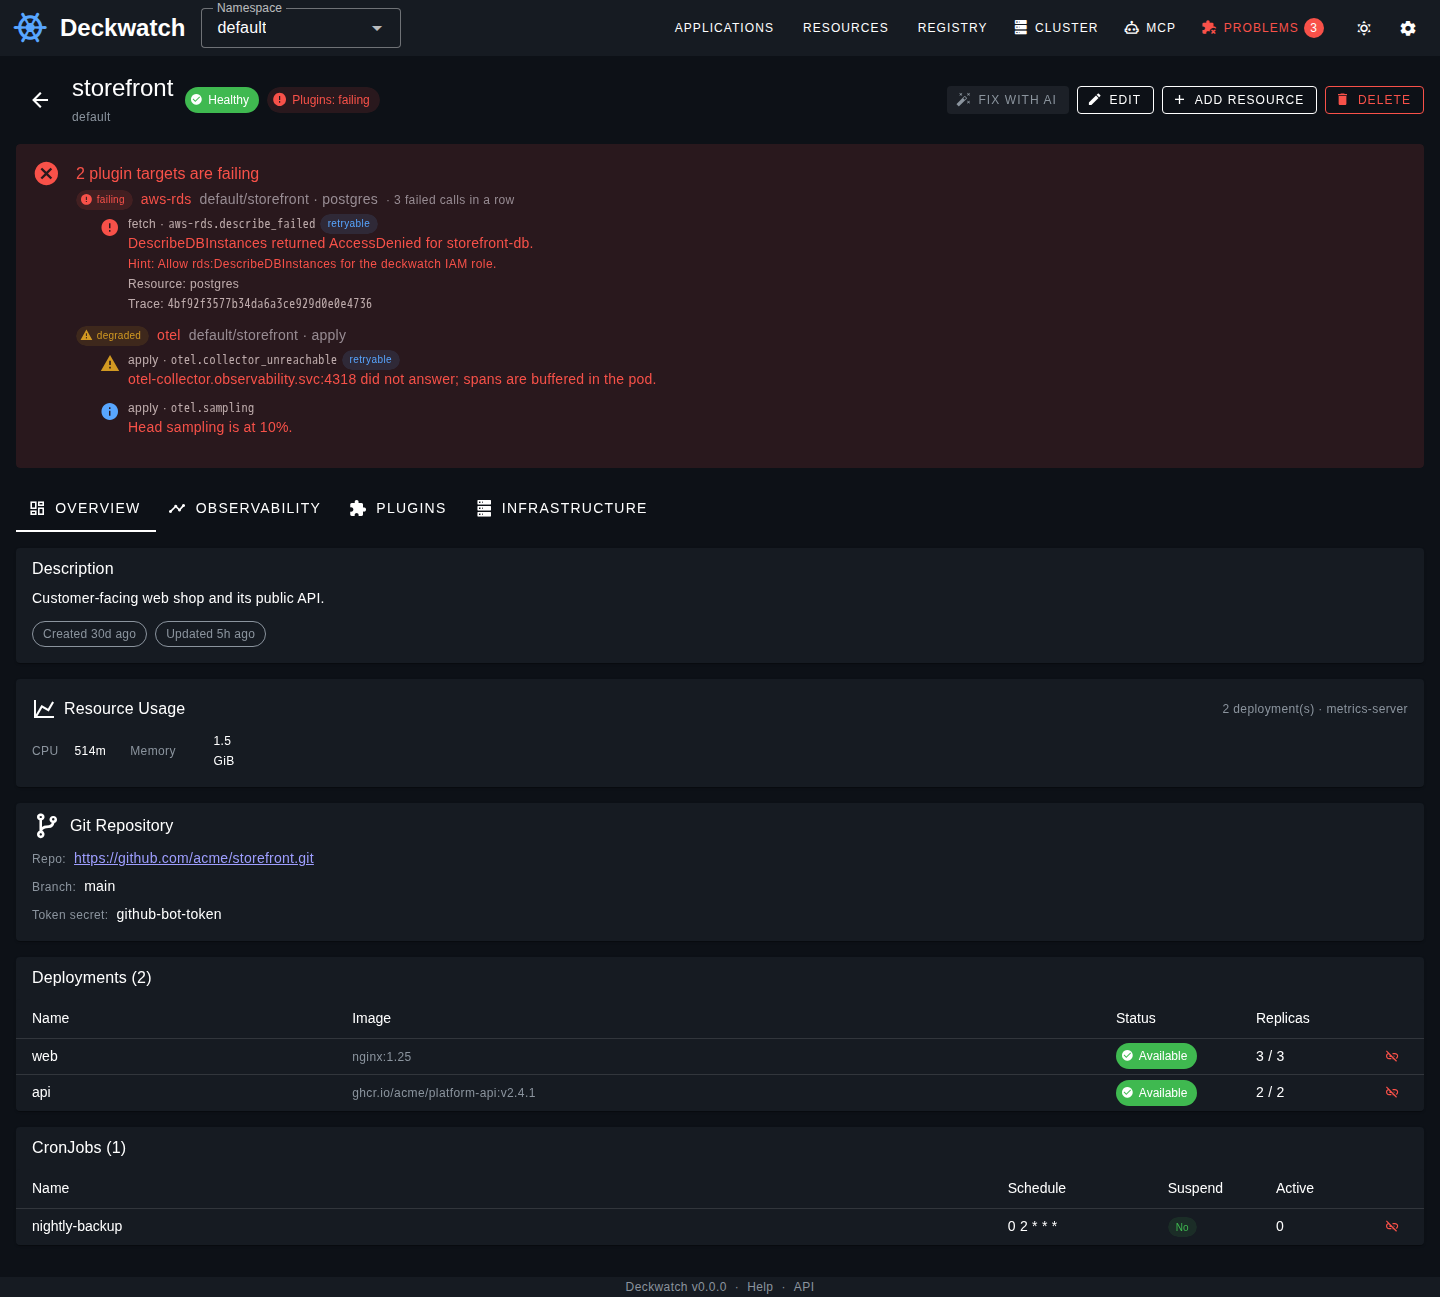 Deckwatch
Namespace
default
APPLICATIONS RESOURCES REGISTRY CLUSTER MCP PROBLEMS 3
storefront
default
Healthy
Plugins: failing
FIX WITH AI EDIT ADD RESOURCE DELETE
2 plugin targets are failing
failing aws-rds default/storefront · postgres · 3 failed calls in a row
fetch · aws-rds.describe_failed retryable
DescribeDBInstances returned AccessDenied for storefront-db.
Hint: Allow rds:DescribeDBInstances for the deckwatch IAM role.
Resource: postgres
Trace: 4bf92f3577b34da6a3ce929d0e0e4736
degraded otel default/storefront · apply
apply · otel.collector_unreachable retryable
otel-collector.observability.svc:4318 did not answer; spans are buffered in the pod.
apply · otel.sampling
Head sampling is at 10%.
OVERVIEW OBSERVABILITY PLUGINS INFRASTRUCTURE
Description
Customer-facing web shop and its public API.
Created 30d ago Updated 5h ago
Resource Usage 2 deployment(s) · metrics-server
CPU 514m Memory 1.5 GiB
Git Repository
Repo: https://github.com/acme/storefront.git
Branch: main
Token secret: github-bot-token
Deployments (2)
Name Image Status Replicas
web nginx:1.25 Available 3 / 3
api ghcr.io/acme/platform-api:v2.4.1 Available 2 / 2
CronJobs (1)
Name Schedule Suspend Active
nightly-backup 0 2 * * * No 0
Deckwatch v0.0.0 · Help · API